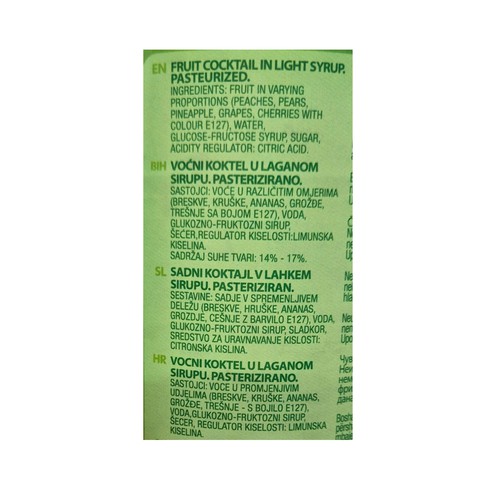 EN FRUIT COCKTAIL IN LIGHT SYRUP.
PASTEURIZED.
INGREDIENTS: FRUIT IN VARYING
PROPORTIONS (PEACHES, PEARS,
PINEAPPLE, GRAPES, CHERRIES WITH
COLOUR E127), WATER,
GLUCOSE-FRUCTOSE SYRUP, SUGAR,
ACIDITY REGULATOR: CITRIC ACID.
BIH VOĆNI KOKTEL U LAGANOM
SIRUPU. PASTERIZIRANO.
SASTOJCI: VOĆE U RAZLIČITIM OMJERIMA
(BRESKVE, KRUŠKE, ANANAS, GROŽĐE,
TREŠNJE SA BOJOM E127), VODA,
GLUKOZNO-FRUKTOZNI SIRUP,
ŠEĆER,REGULATOR KISELOSTI:LIMUNSKA
KISELINA.
SADRŽAJ SUHE TVARI: 14% - 17%.
SL SADNI KOKTAJL V LAHKEM
SIRUPU. PASTERIZIRAN.
SESTAVINE: SADJE V SPREMENLJIVEM
DELEŽU (BRESKVE, HRUŠKE, ANANAS,
GROZDJE, ČEŠNJE Z BARVILO E127), VODA,
GLUKOZNO-FRUKTOZNI SIRUP, SLADKOR,
SREDSTVO ZA URAVNAVANJE KISLOSTI:
CITRONSKA KISLINA.
HR VOCNI KOKTEL U LAGANOM
SIRUPU. PASTERIZIRANO.
SASTOJCI: VOCE U PROMJENJIVIM
UDJELIMA (BRESKVE, KRUŠKE, ANANAS,
GROŽĐE, TREŠNJE - S BOJILO E127),
VODA,GLUKOZNO-FRUKTOZNI SIRUP,
ŠEĆER, REGULATOR KISELOSTI: LIMUNSKA
KISELINA.